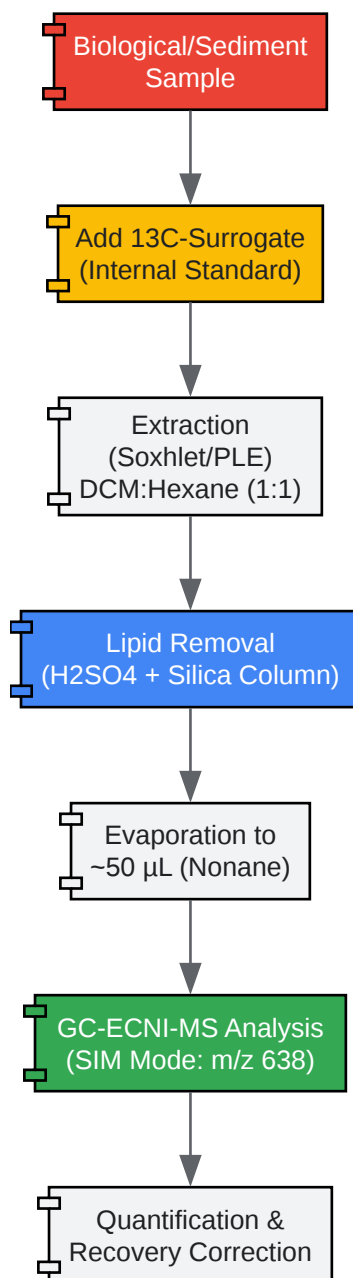 Biological/Sediment
Sample
Add 13C-Surrogate
(Internal Standard)
Extraction
(Soxhlet/PLE)
DCM:Hexane (1:1)
Lipid Removal
(H2SO4 + Silica Column)
Evaporation to
~50 µL (Nonane)
GC-ECNI-MS Analysis
(SIM Mode: m/z 638)
Quantification &
Recovery Correction